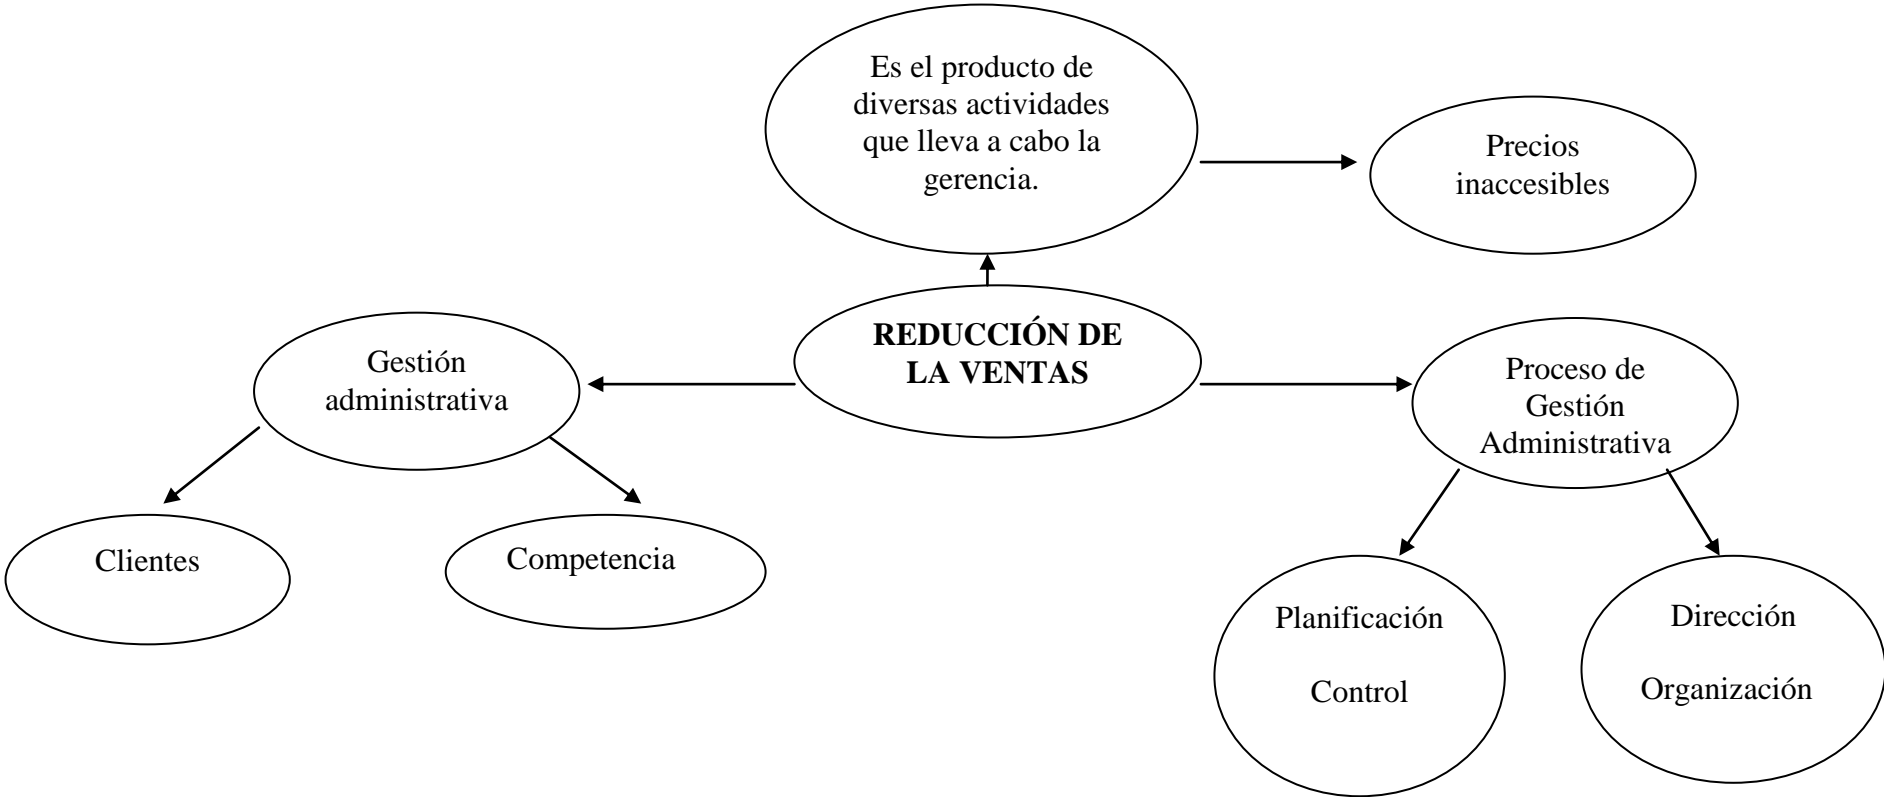 Es el producto de
diversas actividades
que lleva a cabo la
gerencia.
Precios
inaccesibles
REDUCCIÓN DE
LA VENTAS
Gestión
administrativa
Proceso de
Gestión
Administrativa
Clientes
Competencia
Planificación
Control
Dirección
Organización